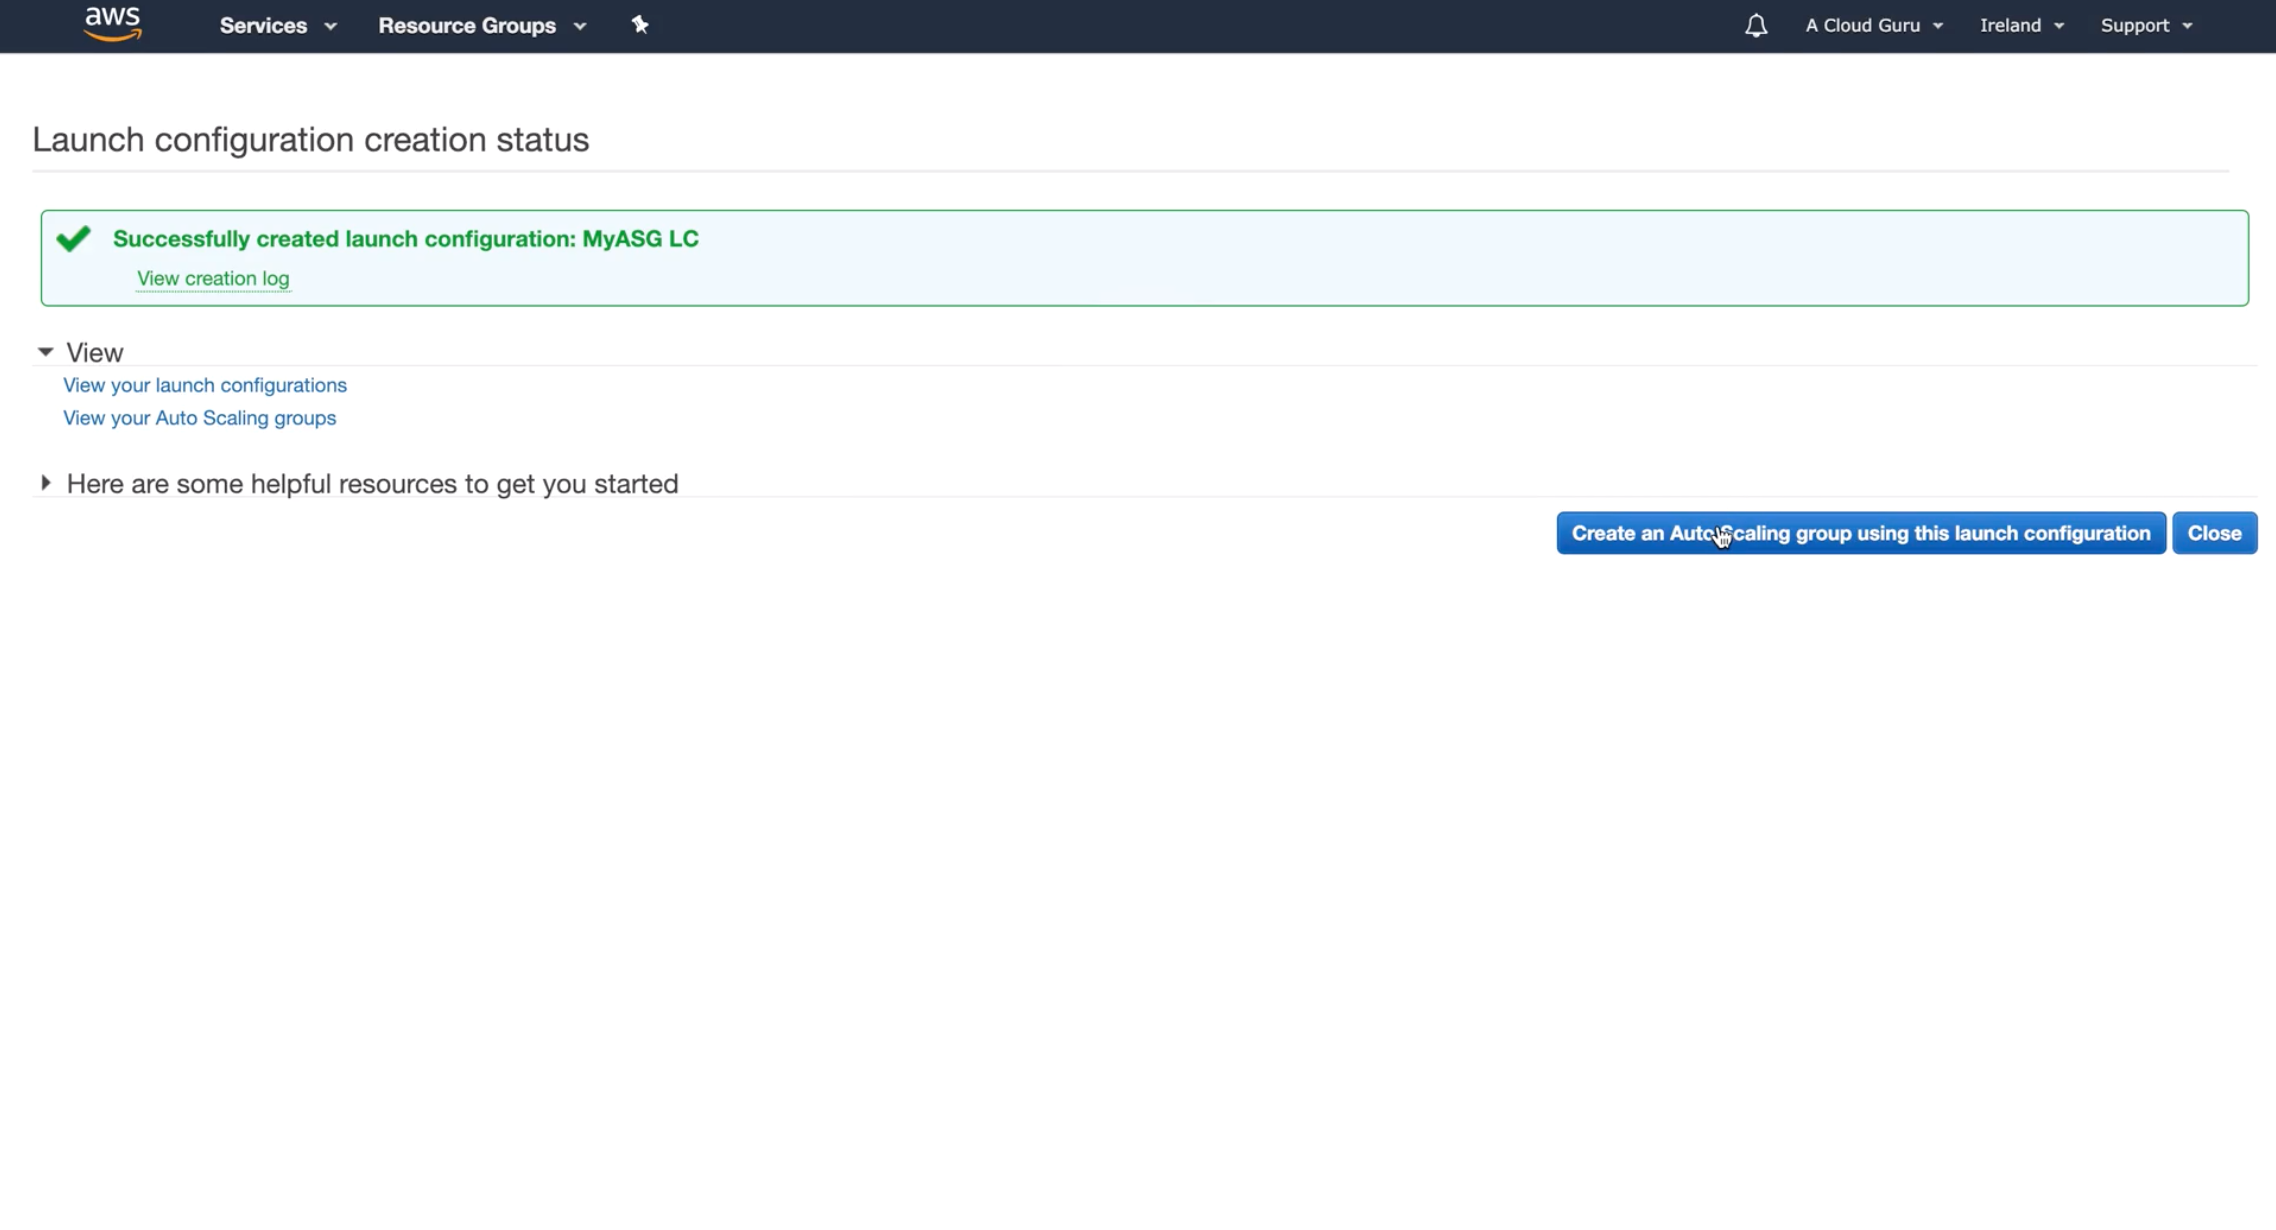 aws Services Resource Groups A Cloud Guru Ireland Support
Launch configuration creation status
Successfully created launch configuration: MyASG LC
View creation log
View
View your launch configurations
View your Auto Scaling groups
Here are some helpful resources to get you started
Create an Auto Scaling group using this launch configuration Close